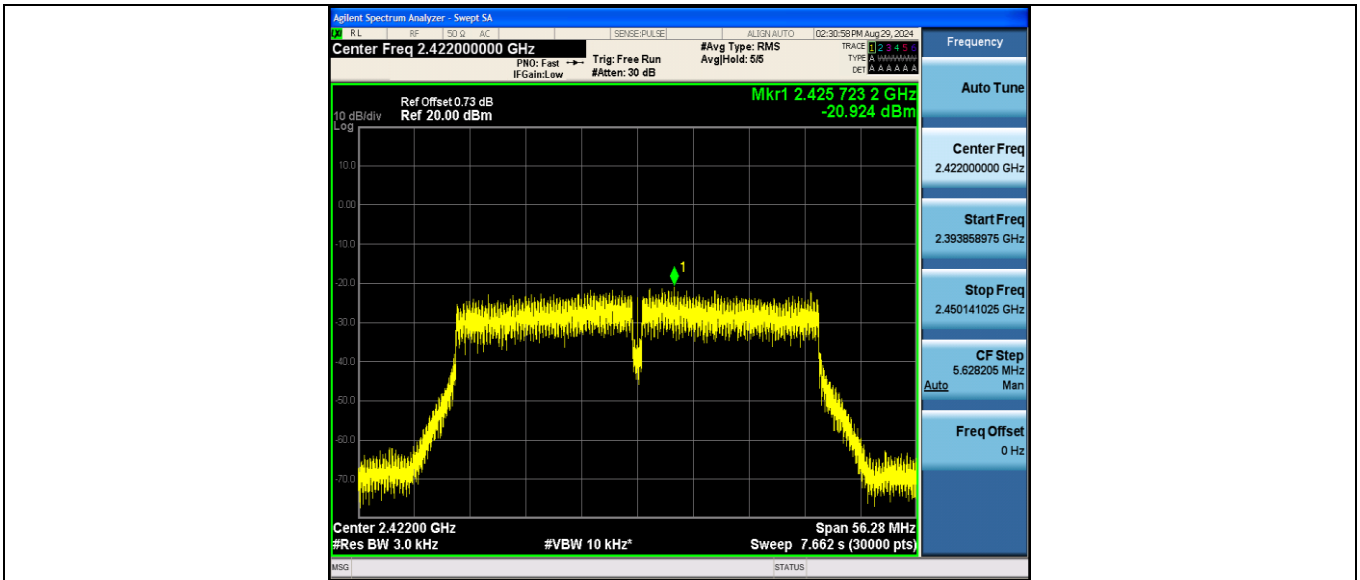 Agilent Spectrum Analyzer - Swept SA
LXI RL RF 50 Ω AC SENSE:PULSE ALIGN AUTO 02:30:58 PM Aug 29, 2024
Center Freq 2.422000000 GHz
PNO: Fast
IFGain:Low
Trig: Free Run
#Atten: 30 dB
#Avg Type: RMS
Avg|Hold: 5/5
TRACE 1 2 3 4 5 6
TYPE A WWWWW
DET A A A A A A
Mkr1 2.425 723 2 GHz
-20.924 dBm
Ref Offset 0.73 dB
Ref 20.00 dBm
10 dB/div
Log
10.0
0.00
-10.0
-20.0
-30.0
-40.0
-50.0
-60.0
-70.0
1
Center 2.42200 GHz
Span 56.28 MHz
#Res BW 3.0 kHz
#VBW 10 kHz*
Sweep 7.662 s (30000 pts)
MSG
STATUS
Frequency
Auto Tune
Center Freq
2.422000000 GHz
Start Freq
2.393858975 GHz
Stop Freq
2.450141025 GHz
CF Step
5.628205 MHz
Auto Man
Freq Offset
0 Hz